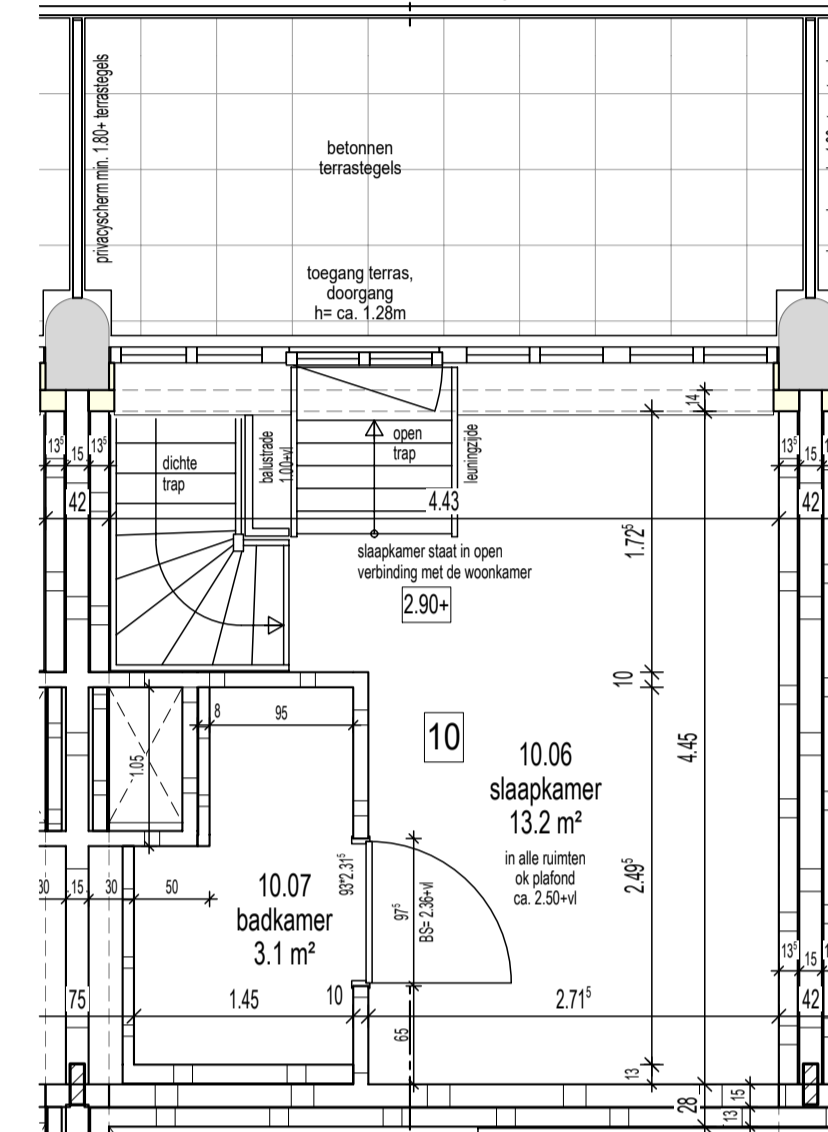 privacyscherm min. 1.80+ terrastegels
betonnen
terrastegels
toegang terras,
doorgang
h= ca. 1.28m
14
13⁵
15
13⁵
42
dichte
trap
balustrade
1.00+vl
open
trap
leuningzijde
4.43
13⁵
15
42
slaapkamer staat in open
verbinding met de woonkamer
2.90+
1.72⁵
10
8
95
1.05
10
4.45
10.06
slaapkamer
13.2 m²
in alle ruimten
ok plafond
ca. 2.50+vl
2.49⁵
30
15
30
50
10.07
badkamer
3.1 m²
93*2.31⁵
97⁵
BS= 2.36+vl
13⁵
15
75
1.45
10
2.71⁵
42
65
13
28
15
13